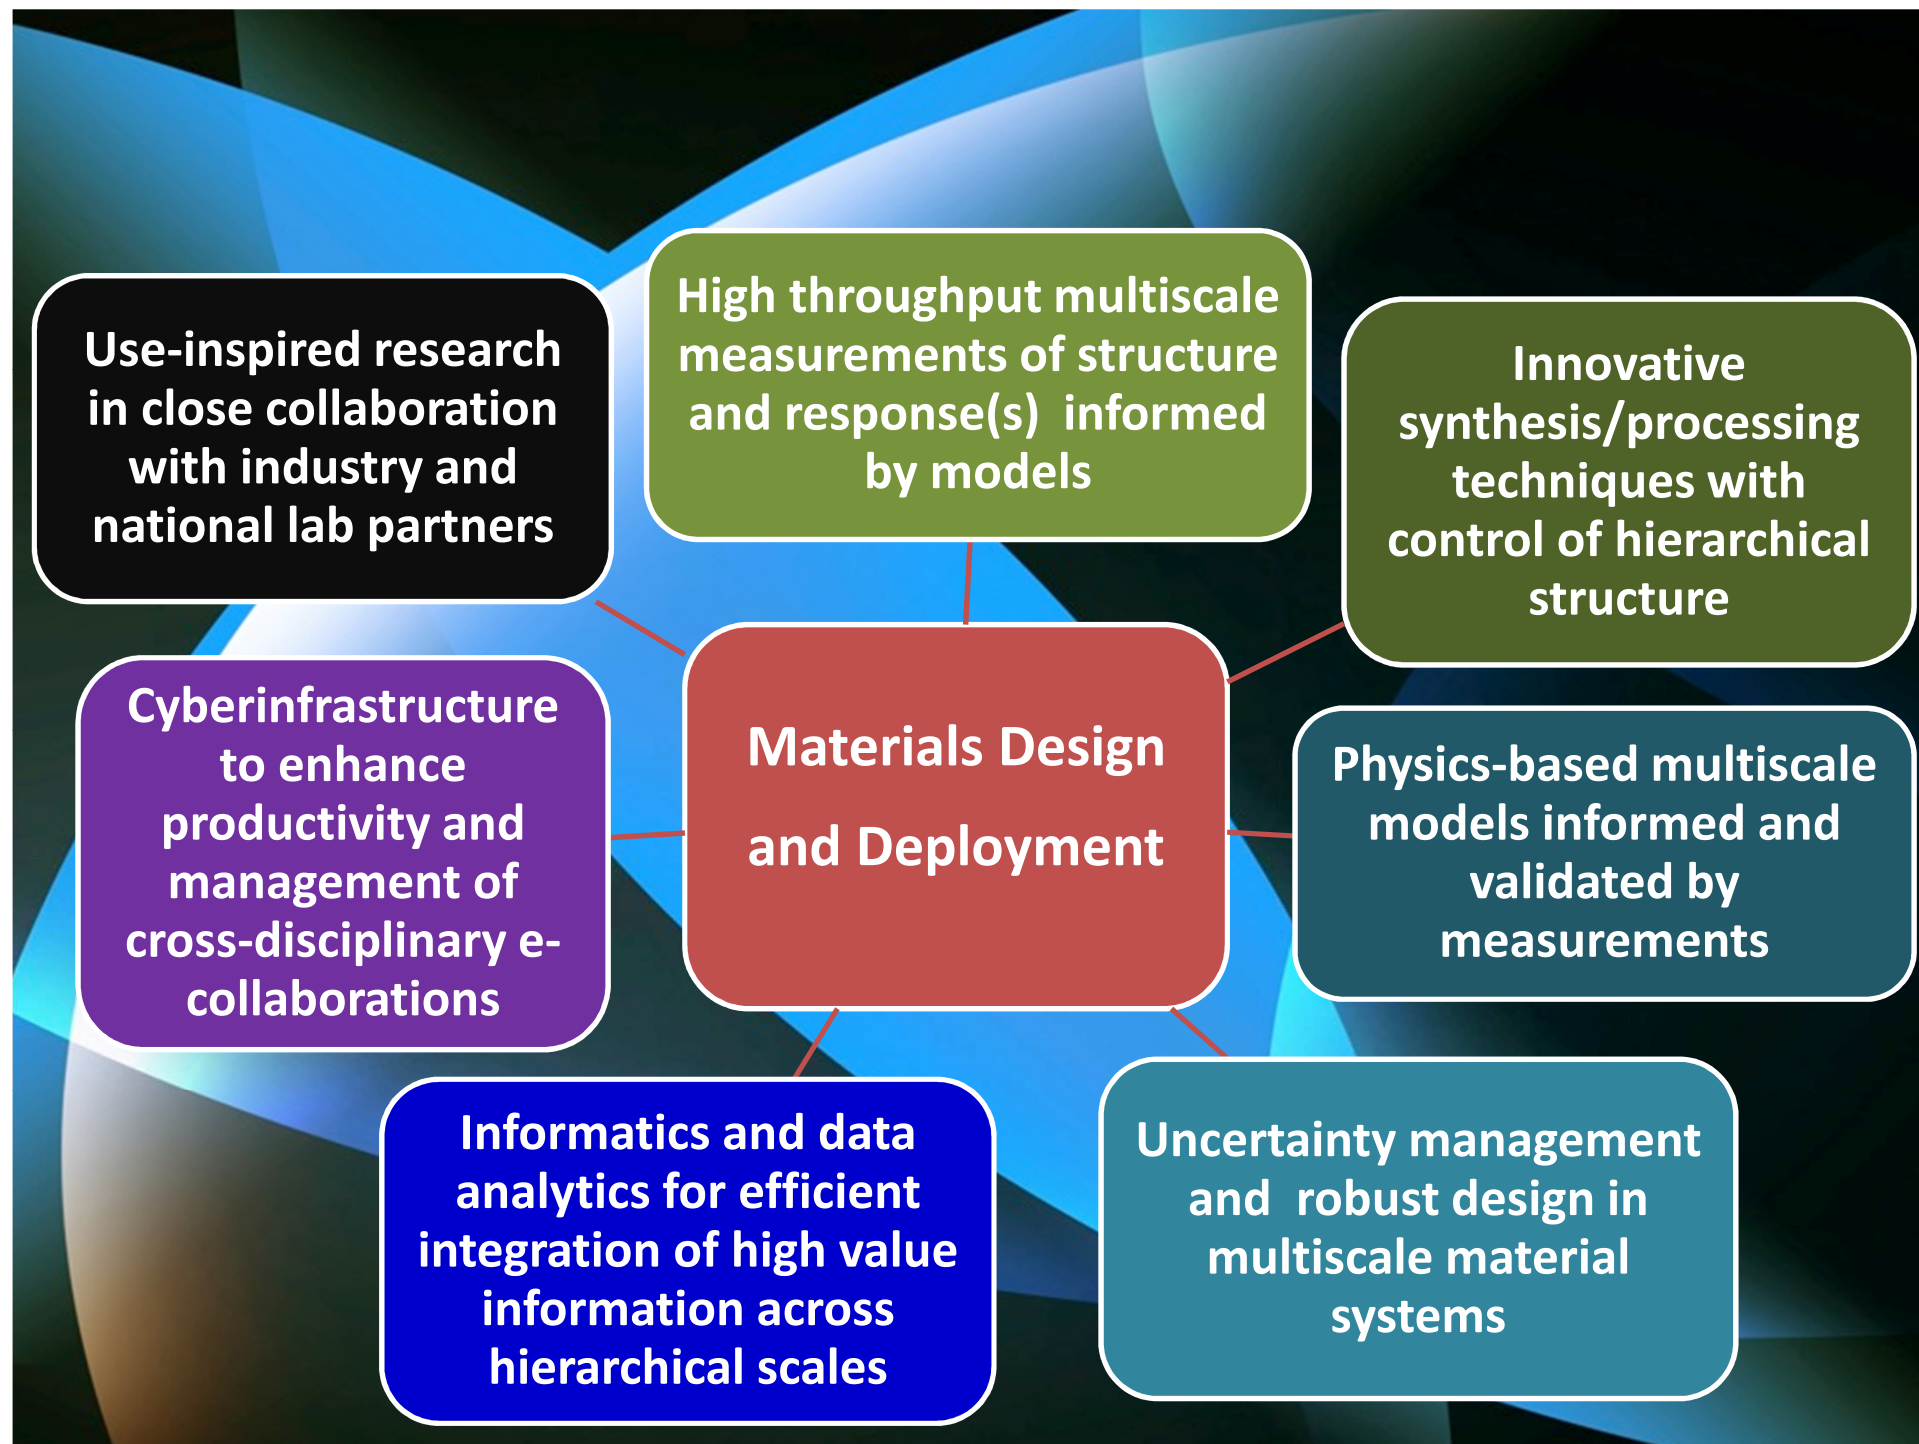 Use-inspired research
in close collaboration
with industry and
national lab partners
High throughput multiscale
measurements of structure
and response(s) informed
by models
Innovative
synthesis/processing
techniques with
control of hierarchical
structure
Cyberinfrastructure
to enhance
productivity and
management of
cross-disciplinary e-
collaborations
Materials Design
and Deployment
Physics-based multiscale
models informed and
validated by
measurements
Informatics and data
analytics for efficient
integration of high value
information across
hierarchical scales
Uncertainty management
and robust design in
multiscale material
systems